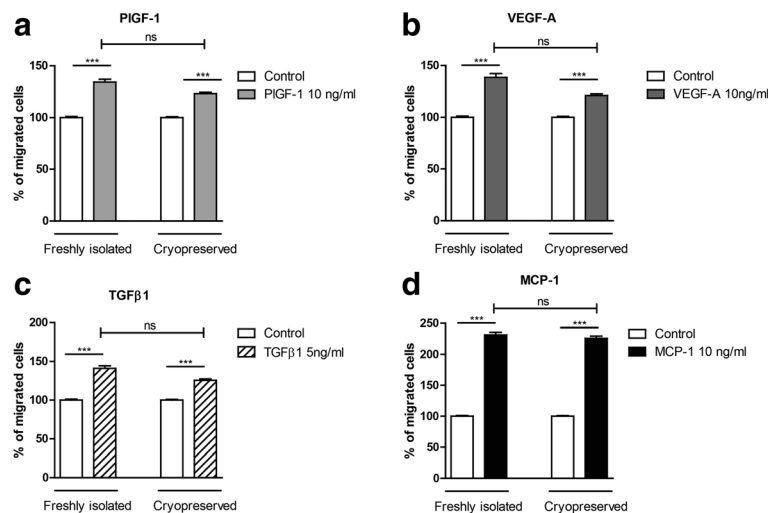 a
PlGF-1
ns
***
***
150
100
50
0
% of migrated cells
Control
PlGF-1 10 ng/ml
Freshly isolated
Cryopreserved
b
VEGF-A
ns
***
***
150
100
50
0
% of migrated cells
Control
VEGF-A 10ng/ml
Freshly isolated
Cryopreserved
c
TGFβ1
ns
***
***
200
150
100
50
0
% of migrated cells
Control
TGFβ1 5ng/ml
Freshly isolated
Cryopreserved
d
MCP-1
ns
***
***
250
200
150
100
50
0
% of migrated cells
Control
MCP-1 10 ng/ml
Freshly isolated
Cryopreserved